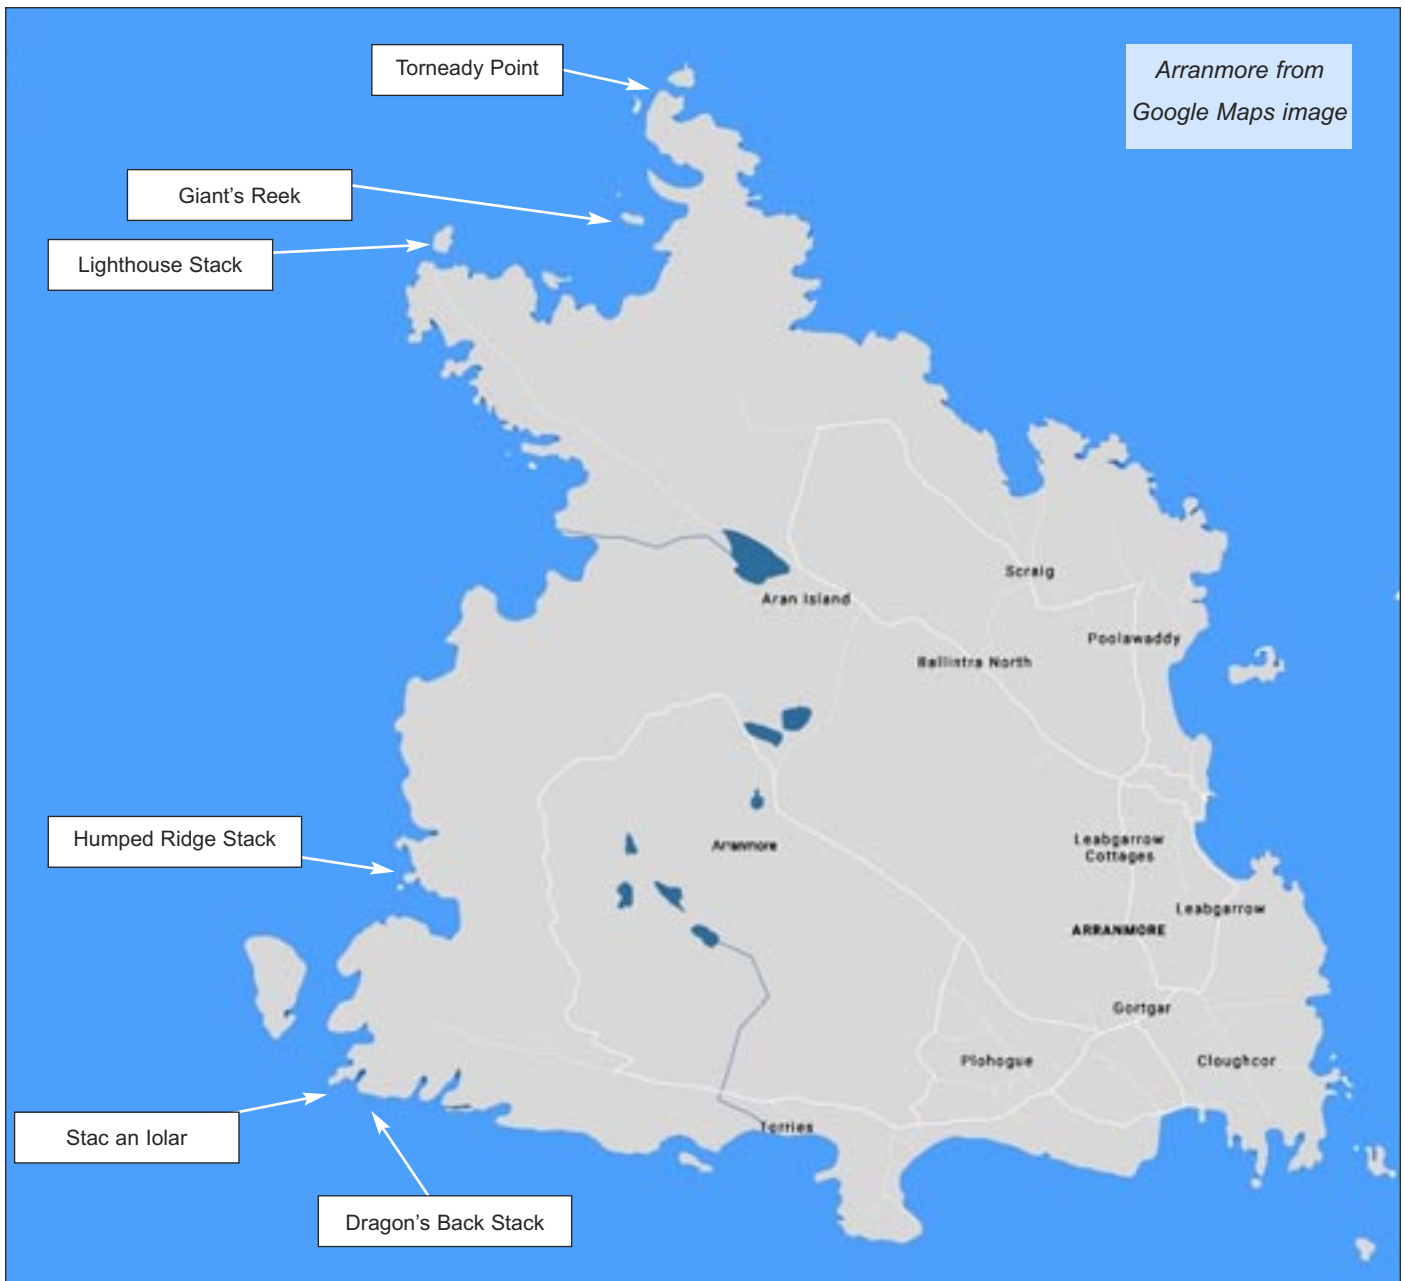 Torneady Point
Arranmore from
Google Maps image
Giant's Reek
Lighthouse Stack
Scraig
Aran Island
Poolawaddy
Ballintra North
Humped Ridge Stack
Aranmore
Leabgarrow
Cottages
Leabgarrow
ARRANMORE
Gortgar
Plohogue
Cloughcor
Stac an Iolar
Torries
Dragon's Back Stack